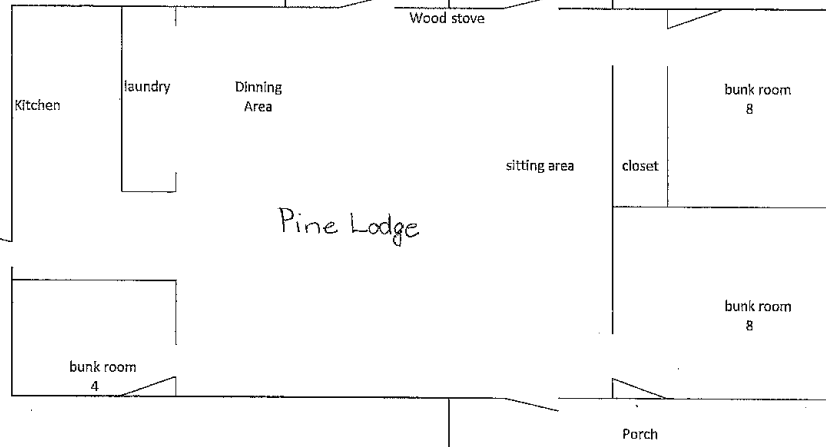 Wood stove
Kitchen
laundry
Dinning
Area
bunk room
8
sitting area
closet
Pine Lodge
bunk room
8
bunk room
4
Porch